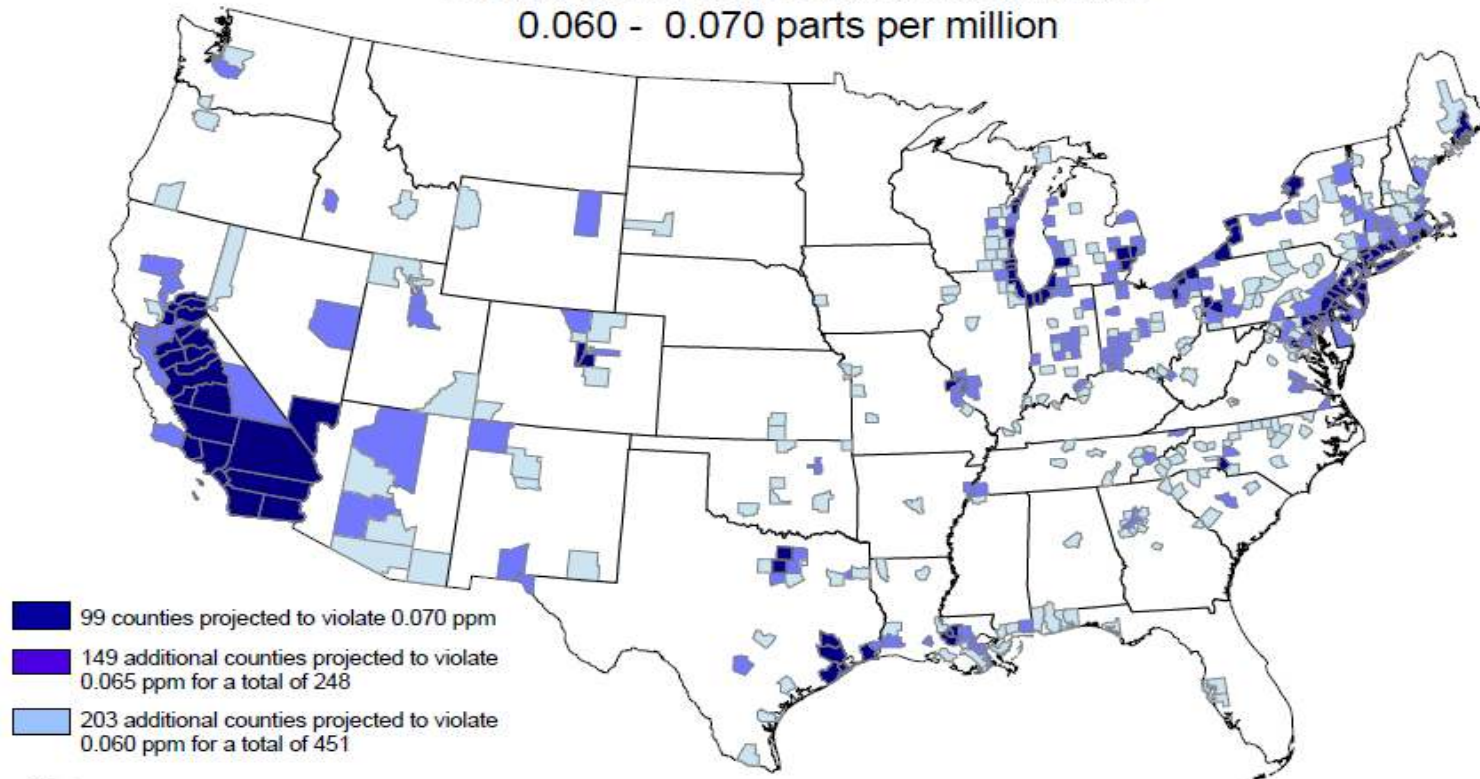 0.060 - 0.070 parts per million
99 counties projected to violate 0.070 ppm
149 additional counties projected to violate
0.065 ppm for a total of 248
203 additional counties projected to violate
0.060 ppm for a total of 451